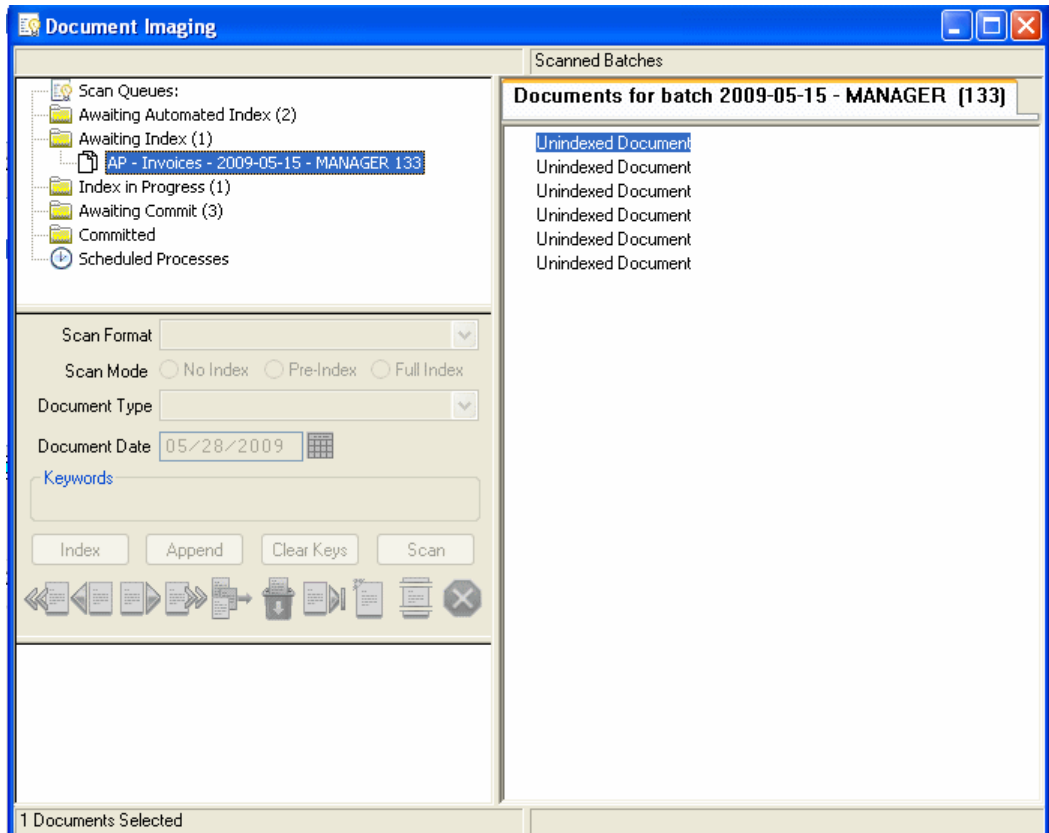 Document Imaging
Scanned Batches
Scan Queues:
Awaiting Automated Index (2)
Awaiting Index (1)
AP - Invoices - 2009-05-15 - MANAGER 133
Index in Progress (1)
Awaiting Commit (3)
Committed
Scheduled Processes
Documents for batch 2009-05-15 - MANAGER (133)
Unindexed Document
Unindexed Document
Unindexed Document
Unindexed Document
Unindexed Document
Unindexed Document
Scan Format
Scan Mode No Index Pre-Index Full Index
Document Type
Document Date 05/28/2009
Keywords
Index Append Clear Keys Scan
1 Documents Selected